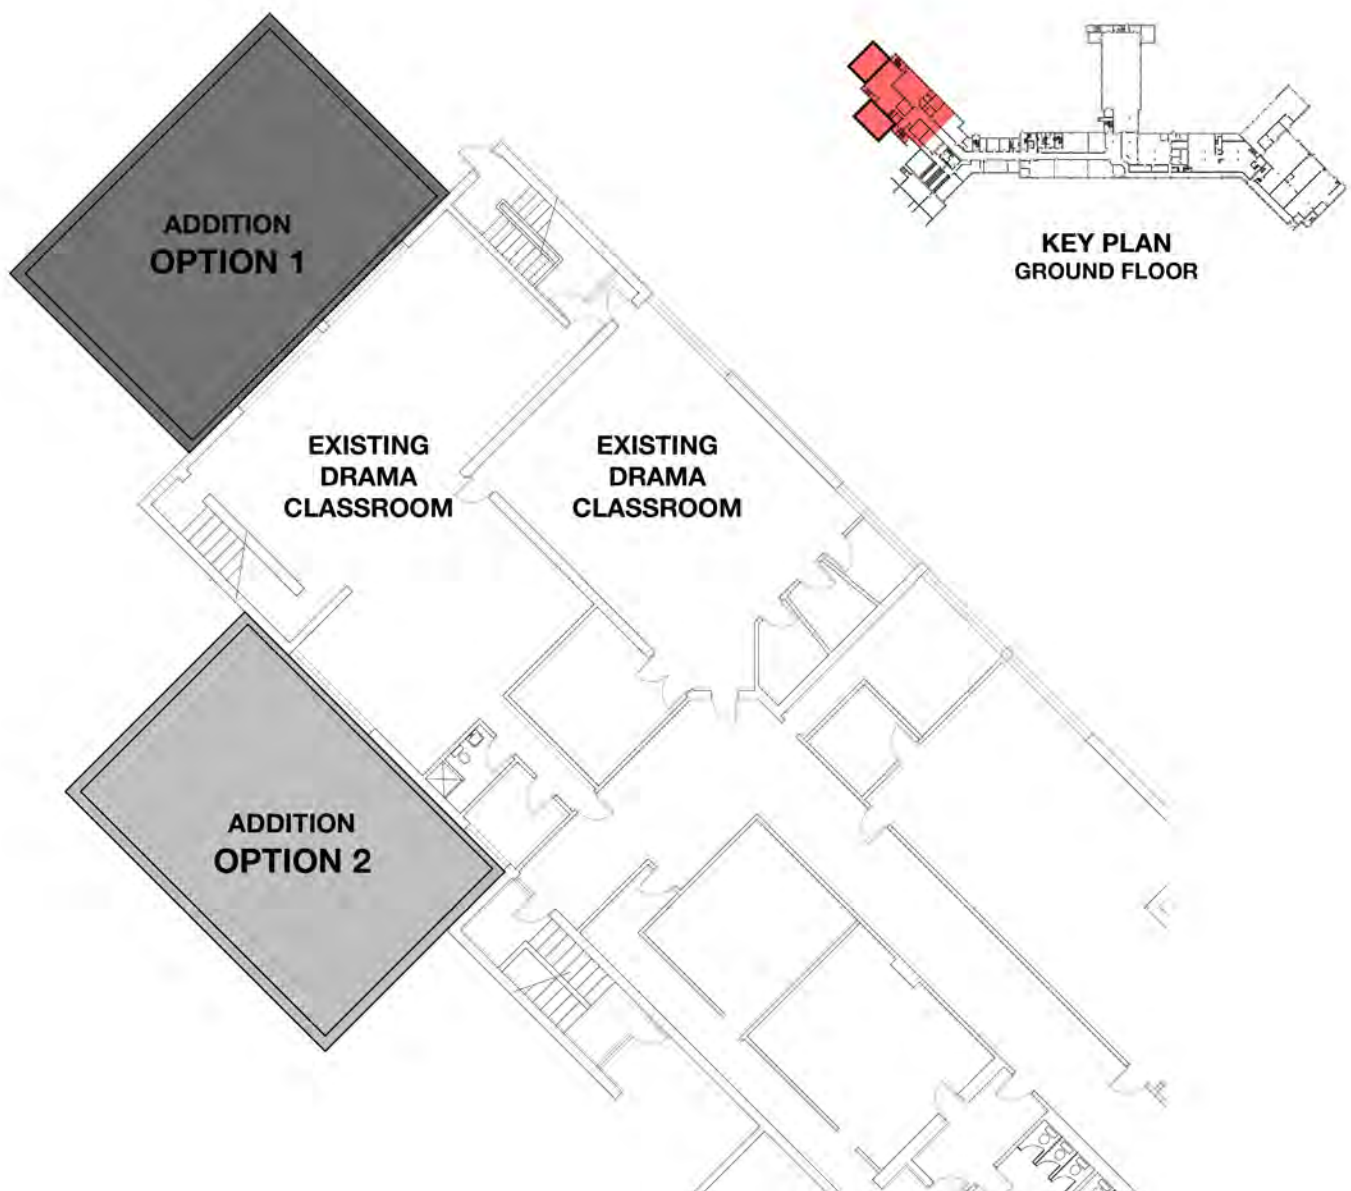 ADDITION
OPTION 1
KEY PLAN
GROUND FLOOR
EXISTING
DRAMA
CLASSROOM
EXISTING
DRAMA
CLASSROOM
ADDITION
OPTION 2